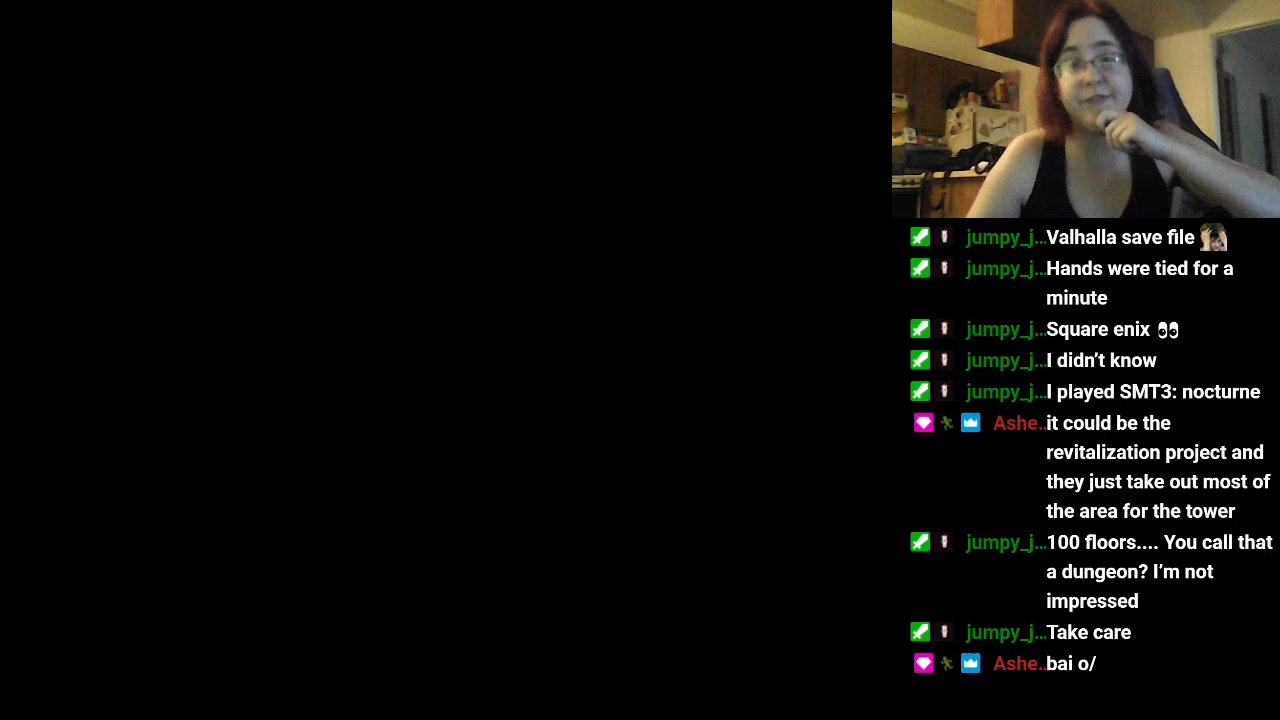 jumpy_j… Valhalla save file
jumpy_j… Hands were tied for a
minute
jumpy_j… Square enix 👀
jumpy_j… I didn’t know
jumpy_j… I played SMT3: nocturne
Ashe.. it could be the
revitalization project and
they just take out most of
the area for the tower
jumpy_j… 100 floors.... You call that
a dungeon? I’m not
impressed
jumpy_j… Take care
Ashe.. bai o/